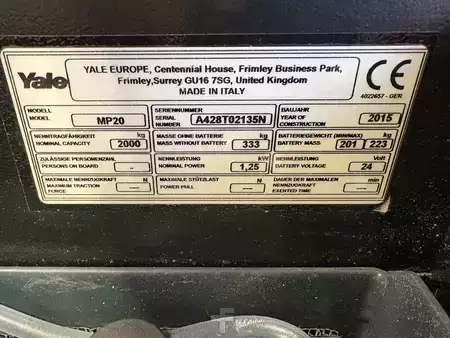 Yale
YALE EUROPE, Centennial House, Frimley Business Park,
Frimley,Surrey GU16 7SG, United Kingdom
MADE IN ITALY
CE
4022657 - GER
MODELL
MODEL
MP20
SERIENNUMMER
SERIAL NUMBER
A428T02135N
BAUJAHR
YEAR OF CONSTRUCTION
2015
NENNTRAGFÄHIGKEIT kg
NOMINAL CAPACITY 2000
MASSE OHNE BATTERIE kg
MASS WITHOUT BATTERY 333
BATTERIEGEWICHT (MIN/MAX) kg
BATTERY MASS 201 223
ZULÄSSIGE PERSONENZAHL
PERSONS ON BOARD --
NENNLEISTUNG kW
NOMINAL POWER 1,25
NENNLEISTUNG Volt
BATTERY VOLTAGE 24
MAXIMALE NENNZUGKRAFT N
MAXIMUM TRACTION FORCE ---
MAXIMALE STÜTZLAST N
POWER PULL ---
DAUER DER MAXIMALEN NENNZUGKRAFT min
EXERTED TIME ---